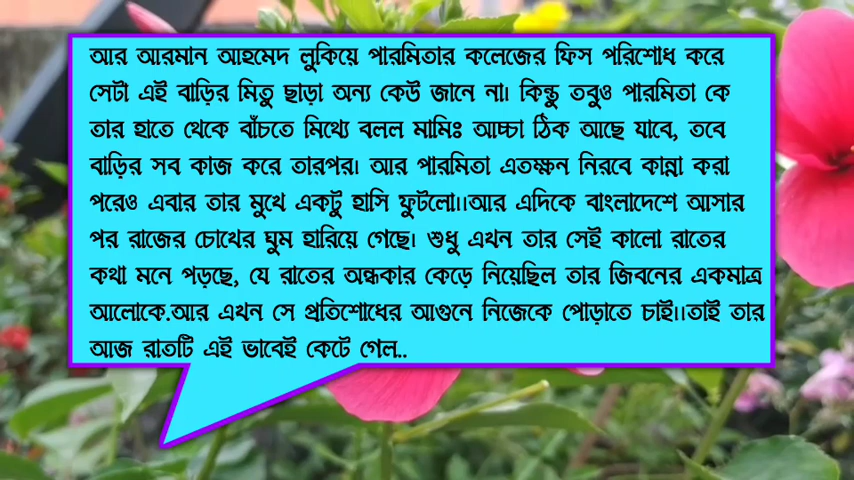 আর আরমান আহমেদ লুকিয়ে পারমিতার কলেজের ফিস পরিশোধ করে
সেটা এই বাড়ির মিতু ছাড়া অন্য কেউ জানে না। কিন্তু তবুও পারমিতা কে
তার হাতে থেকে বাঁচতে মিথ্যে বলল মামিঃ আচ্চা ঠিক আছে যাবে, তবে
বাড়ির সব কাজ করে তারপর। আর পারমিতা এতক্ষন নিরবে কান্না করা
পরেও এবার তার মুখে একটু হাসি ফুটলো।।আর এদিকে বাংলাদেশে আসার
পর রাজের চোখের ঘুম হারিয়ে গেছে। শুধু এখন তার সেই কালো রাতের
কথা মনে পড়ছে, যে রাতের অন্ধকার কেড়ে নিয়েছিল তার জিবনের একমাত্র
আলোকে.আর এখন সে প্রতিশোধের আগুনে নিজেকে পোড়াতে চাই।।তাই তার
আজ রাতটি এই ভাবেই কেটে গেল..